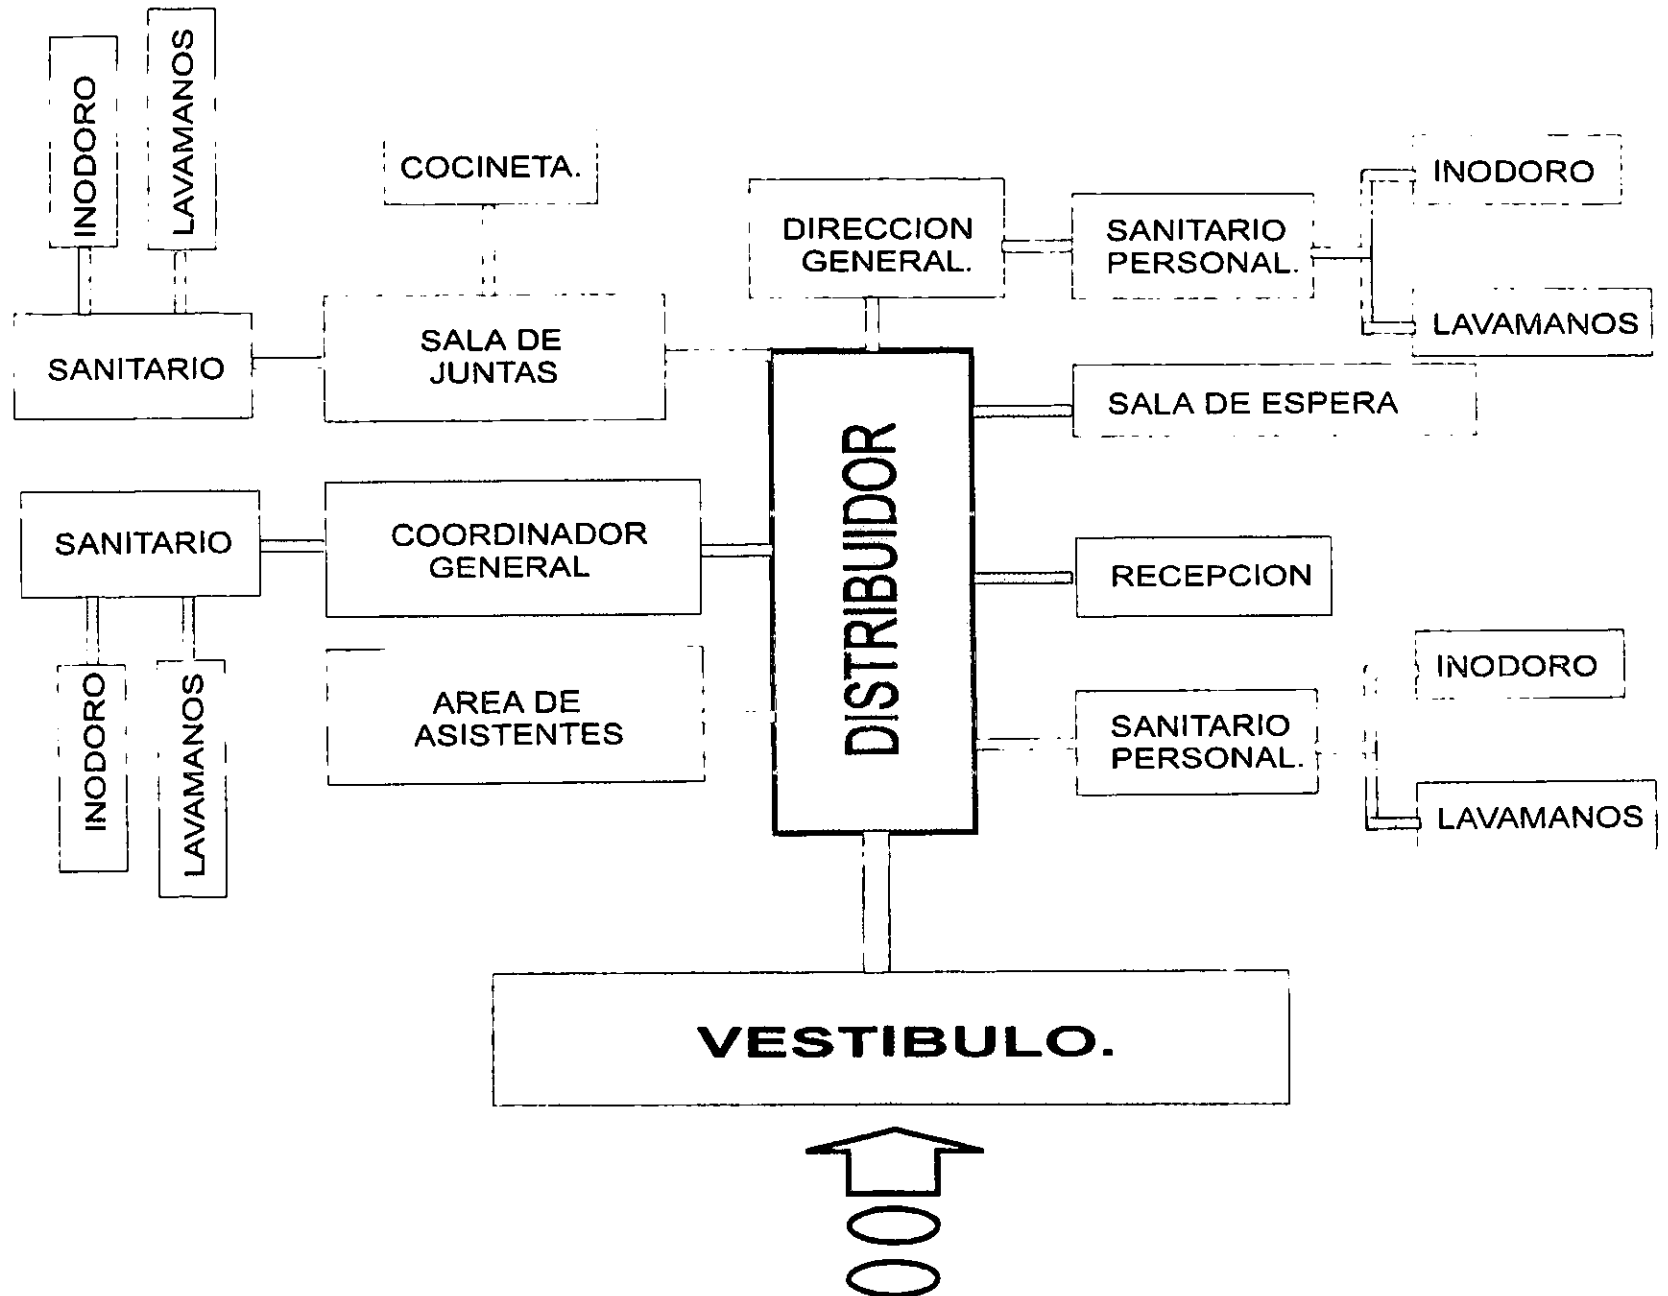 INODORO
LAVAMANOS
COCINETA.
DIRECCION
GENERAL.
SANITARIO
PERSONAL.
INODORO
LAVAMANOS
SANITARIO
SALA DE
JUNTAS
SALA DE ESPERA
DISTRIBUIDOR
SANITARIO
COORDINADOR
GENERAL
RECEPCION
INODORO
LAVAMANOS
AREA DE
ASISTENTES
SANITARIO
PERSONAL.
INODORO
LAVAMANOS
VESTIBULO.